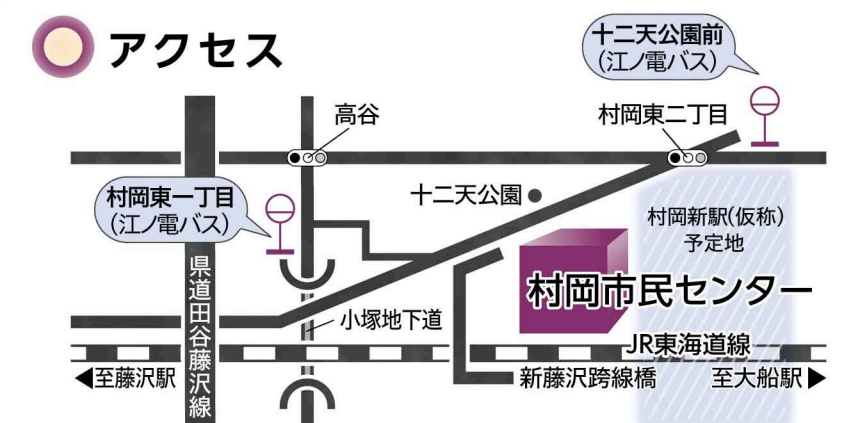 アクセス
十二天公園前
(江ノ電バス)
高谷
村岡東二丁目
村岡東一丁目
(江ノ電バス)
十二天公園
村岡新駅(仮称)
予定地
県道田谷藤沢線
村岡市民センター
小塚地下道
JR東海道線
◀至藤沢駅
新藤沢跨線橋
至大船駅▶